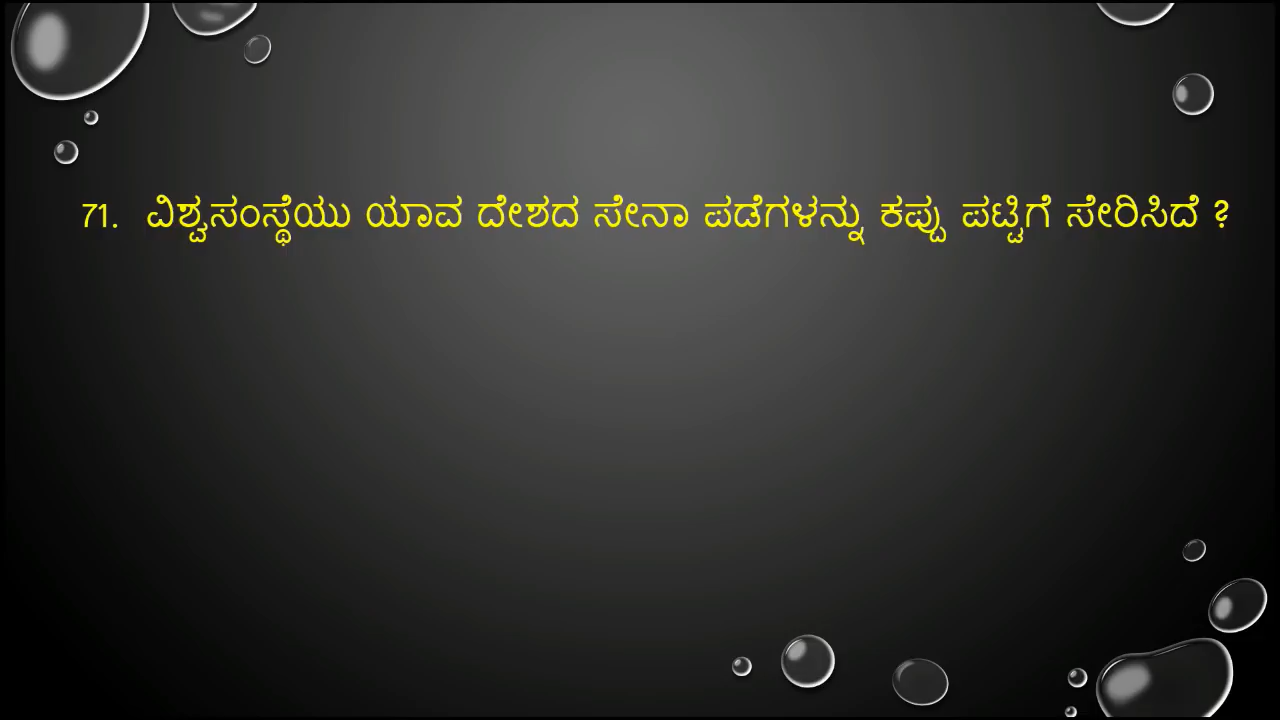 71. ವಿಶ್ವಸಂಸ್ಥೆಯು ಯಾವ ದೇಶದ ಸೇನಾ ಪಡೆಗಳನ್ನು ಕಪ್ಪು ಪಟ್ಟಿಗೆ ಸೇರಿಸಿದೆ ?